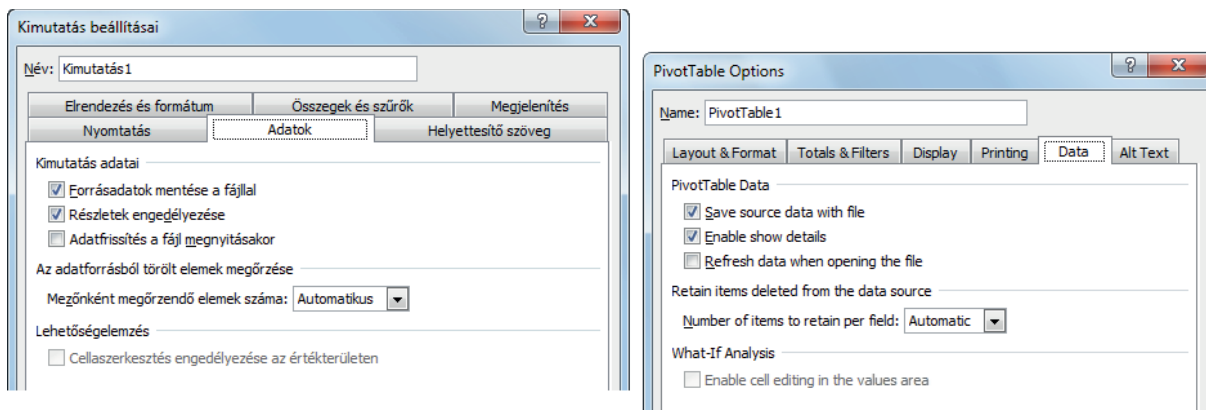 Kimutatás beállításai
Név: Kimutatás1
Elrendezés és formátum Összegek és szűrők Megjelenítés
Nyomtatás Adatok Helyettesítő szöveg
Kimutatás adatai
Forrásadatok mentése a fájllal
Részletek engedélyezése
Adatfrissítés a fájl megnyitásakor
Az adatforrásból törölt elemek megőrzése
Mezőnként megőrzendő elemek száma: Automatikus
Lehetőségelemzés
Cellaszerkesztés engedélyezése az értékterületen
PivotTable Options
Name: PivotTable1
Layout & Format Totals & Filters Display Printing Data Alt Text
PivotTable Data
Save source data with file
Enable show details
Refresh data when opening the file
Retain items deleted from the data source
Number of items to retain per field: Automatic
What-If Analysis
Enable cell editing in the values area